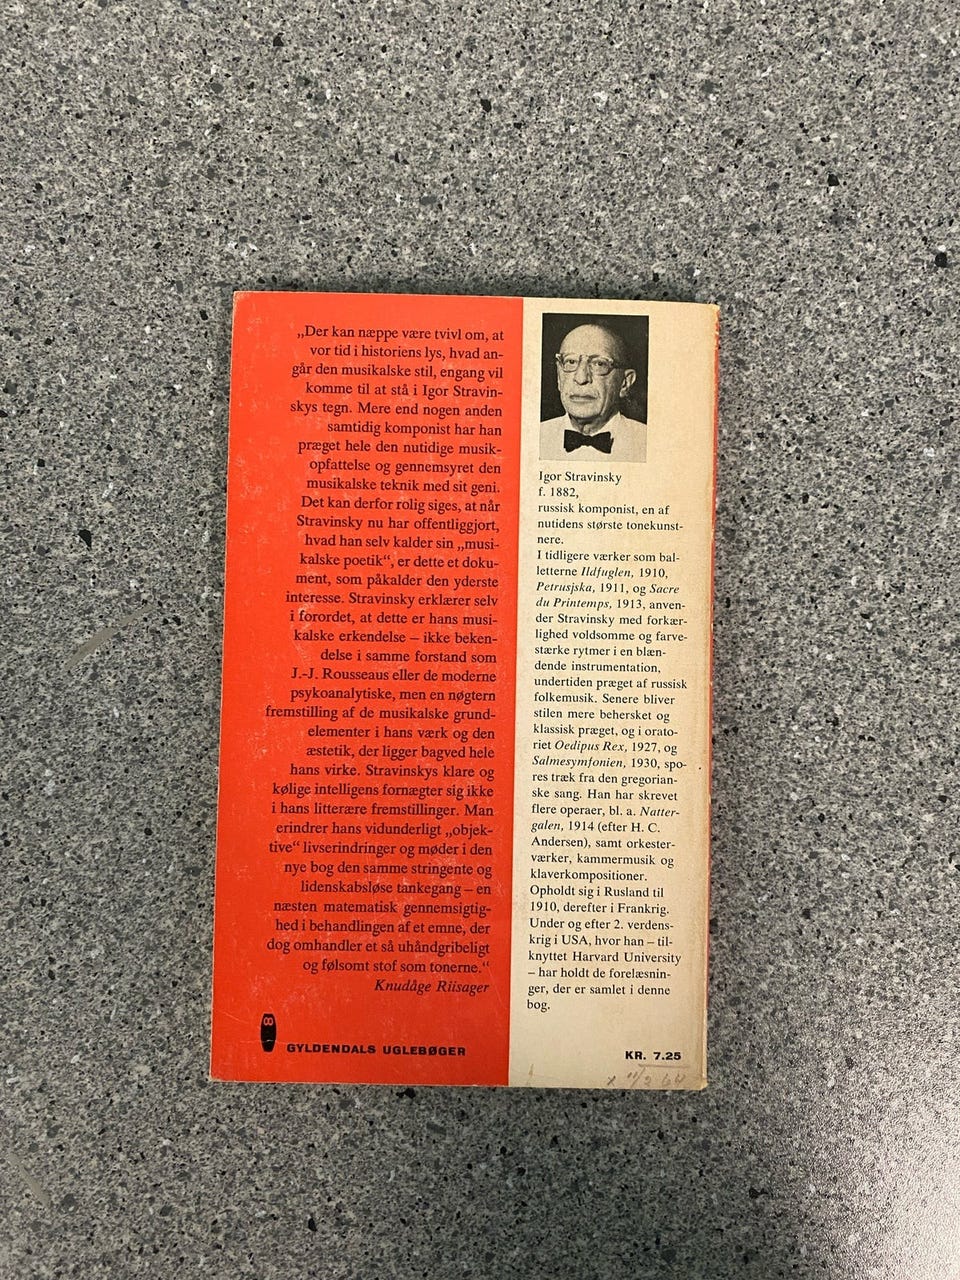 „Der kan næppe være tvivl om, at
vor tid i historiens lys, hvad an-
går den musikalske stil, engang vil
komme til at stå i Igor Stravin-
skys tegn. Mere end nogen anden
samtidig komponist har han
præget hele den nutidige musik-
opfattelse og gennemsyret den
musikalske teknik med sit geni.
Det kan derfor rolig siges, at når
Stravinsky nu har offentliggjort,
hvad han selv kalder sin „musi-
kalske poetik“, er dette et doku-
ment, som påkalder den yderste
interesse. Stravinsky erklærer selv
i forordet, at dette er hans musi-
kalske erkendelse – ikke beken-
delse i samme forstand som
J.-J. Rousseaus eller de moderne
psykoanalytiske, men en nøgtern
fremstilling af de musikalske grund-
elementer i hans værk og den
æstetik, der ligger bagved hele
hans virke. Stravinskys klare og
kølige intelligens fornægter sig ikke
i hans litterære fremstillinger. Man
erindrer hans vidunderligt „objek-
tive“ livserindringer og møder i den
nye bog den samme stringente og
lidenskabsløse tankegang – en
næsten matematisk gennemsigtig-
hed i behandlingen af et emne, der
dog omhandler et så uhåndgribeligt
og følsomt stof som tonerne.“
Knudåge Riisager
GYLDENDALS UGLEBØGER
Igor Stravinsky
f. 1882,
russisk komponist, en af
nutidens største tonekunst-
nere.
I tidligere værker som bal-
letterne Ildfuglen, 1910,
Petrusjska, 1911, og Sacre
du Printemps, 1913, anven-
der Stravinsky med forkær-
lighed voldsomme og farve-
stærke rytmer i en blæn-
dende instrumentation,
undertiden præget af russisk
folkemusik. Senere bliver
stilen mere behersket og
klassisk præget, og i orato-
riet Oedipus Rex, 1927, og
Salmesymfonien, 1930, spo-
res træk fra den gregorian-
ske sang. Han har skrevet
flere operaer, bl. a. Natter-
galen, 1914 (efter H. C.
Andersen), samt orkester-
værker, kammermusik og
klaverkompositioner.
Opholdt sig i Rusland til
1910, derefter i Frankrig.
Under og efter 2. verdens-
krig i USA, hvor han – til-
knyttet Harvard University
– har holdt de forelæsnin-
ger, der er samlet i denne
bog.
KR. 7.25
x 11/2 64